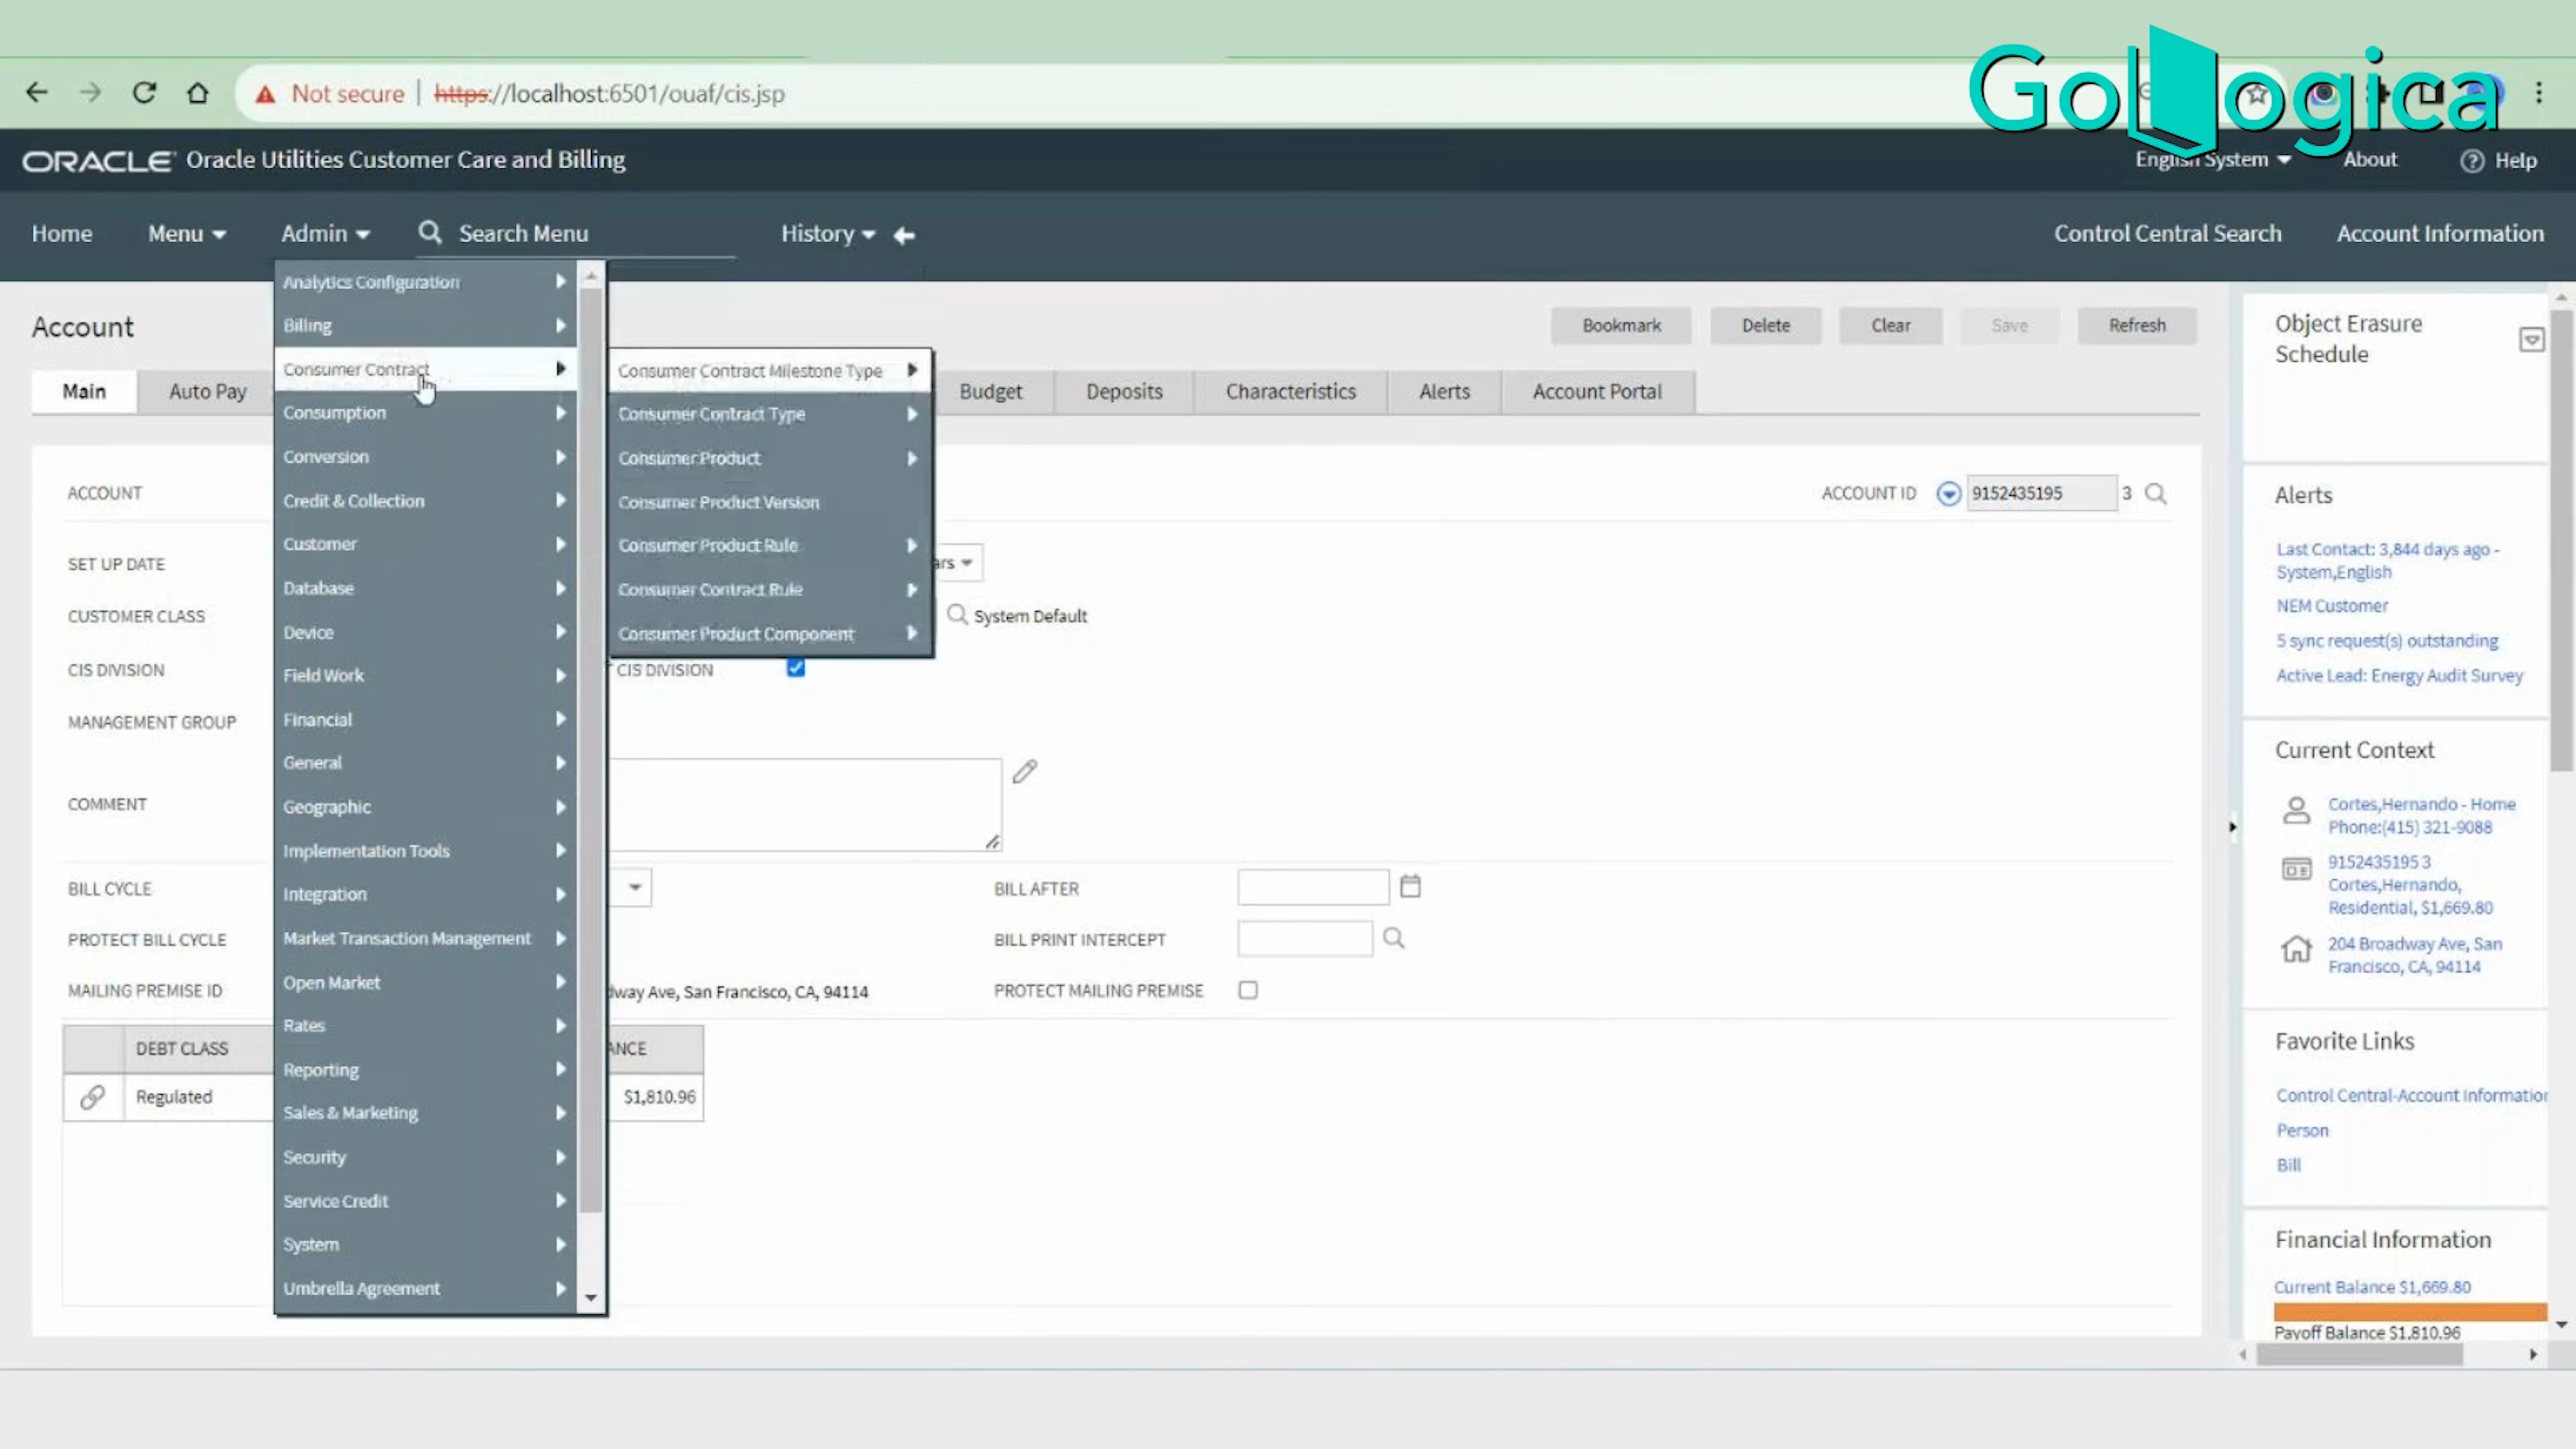 GoLogica
Not secure | https://localhost:6501/ouaf/cis.jsp
ORACLE Oracle Utilities Customer Care and Billing
English System About Help
Home Menu Admin Search Menu History Control Central Search Account Information
Account
Bookmark Delete Clear Save Refresh
Main Auto Pay Budget Deposits Characteristics Alerts Account Portal
Analytics Configuration
Billing
Consumer Contract
Consumption
Conversion
Credit & Collection
Customer
Database
Device
Field Work
Financial
General
Geographic
Implementation Tools
Integration
Market Transaction Management
Open Market
Rates
Reporting
Sales & Marketing
Security
Service Credit
System
Umbrella Agreement
Consumer Contract Milestone Type
Consumer Contract Type
Consumer Product
Consumer Product Version
Consumer Product Rule
Consumer Contract Rule
Consumer Product Component
ACCOUNT
ACCOUNT ID 9152435195 3
SET UP DATE
ars
CUSTOMER CLASS
System Default
CIS DIVISION
CIS DIVISION
MANAGEMENT GROUP
COMMENT
BILL CYCLE
BILL AFTER
PROTECT BILL CYCLE
BILL PRINT INTERCEPT
MAILING PREMISE ID
dway Ave, San Francisco, CA, 94114
PROTECT MAILING PREMISE
DEBT CLASS
ANCE
Regulated
$1,810.96
Object Erasure
Schedule
Alerts
Last Contact: 3,844 days ago -
System,English
NEM Customer
5 sync request(s) outstanding
Active Lead: Energy Audit Survey
Current Context
Cortes,Hernando - Home
Phone:(415) 321-9088
9152435195 3
Cortes,Hernando,
Residential, $1,669.80
204 Broadway Ave, San
Francisco, CA, 94114
Favorite Links
Control Central-Account Information
Person
Bill
Financial Information
Current Balance $1,669.80
Payoff Balance $1,810.96